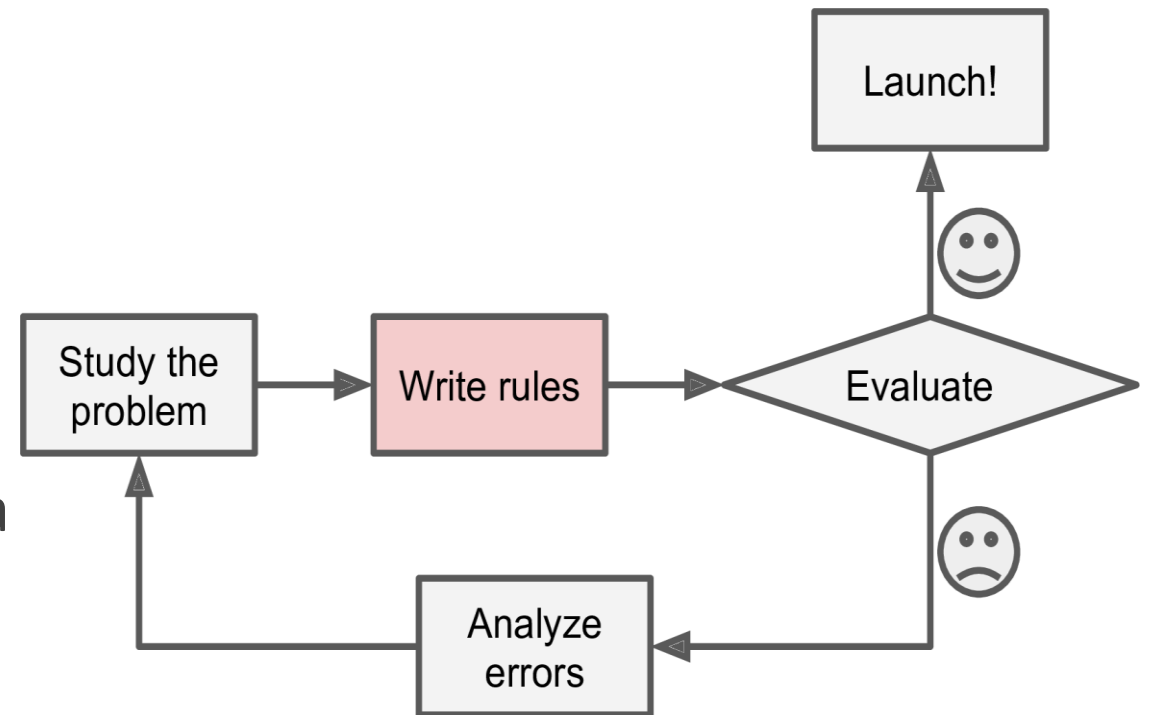 Launch!
Study the
problem
Write rules
Evaluate
Analyze
errors